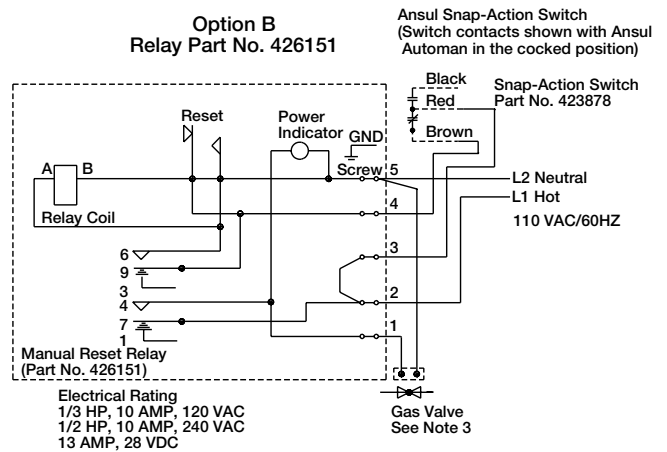 Option B
Relay Part No. 426151
Ansul Snap-Action Switch
(Switch contacts shown with Ansul
Automan in the cocked position)
Black
Red
Brown
Snap-Action Switch
Part No. 423878
Reset
Power
Indicator
GND
Screw
A
B
5
L2 Neutral
L1 Hot
110 VAC/60HZ
Relay Coil
4
6
9
3
3
4
7
1
2
1
Manual Reset Relay
(Part No. 426151)
Electrical Rating
1/3 HP, 10 AMP, 120 VAC
1/2 HP, 10 AMP, 240 VAC
13 AMP, 28 VDC
Gas Valve
See Note 3